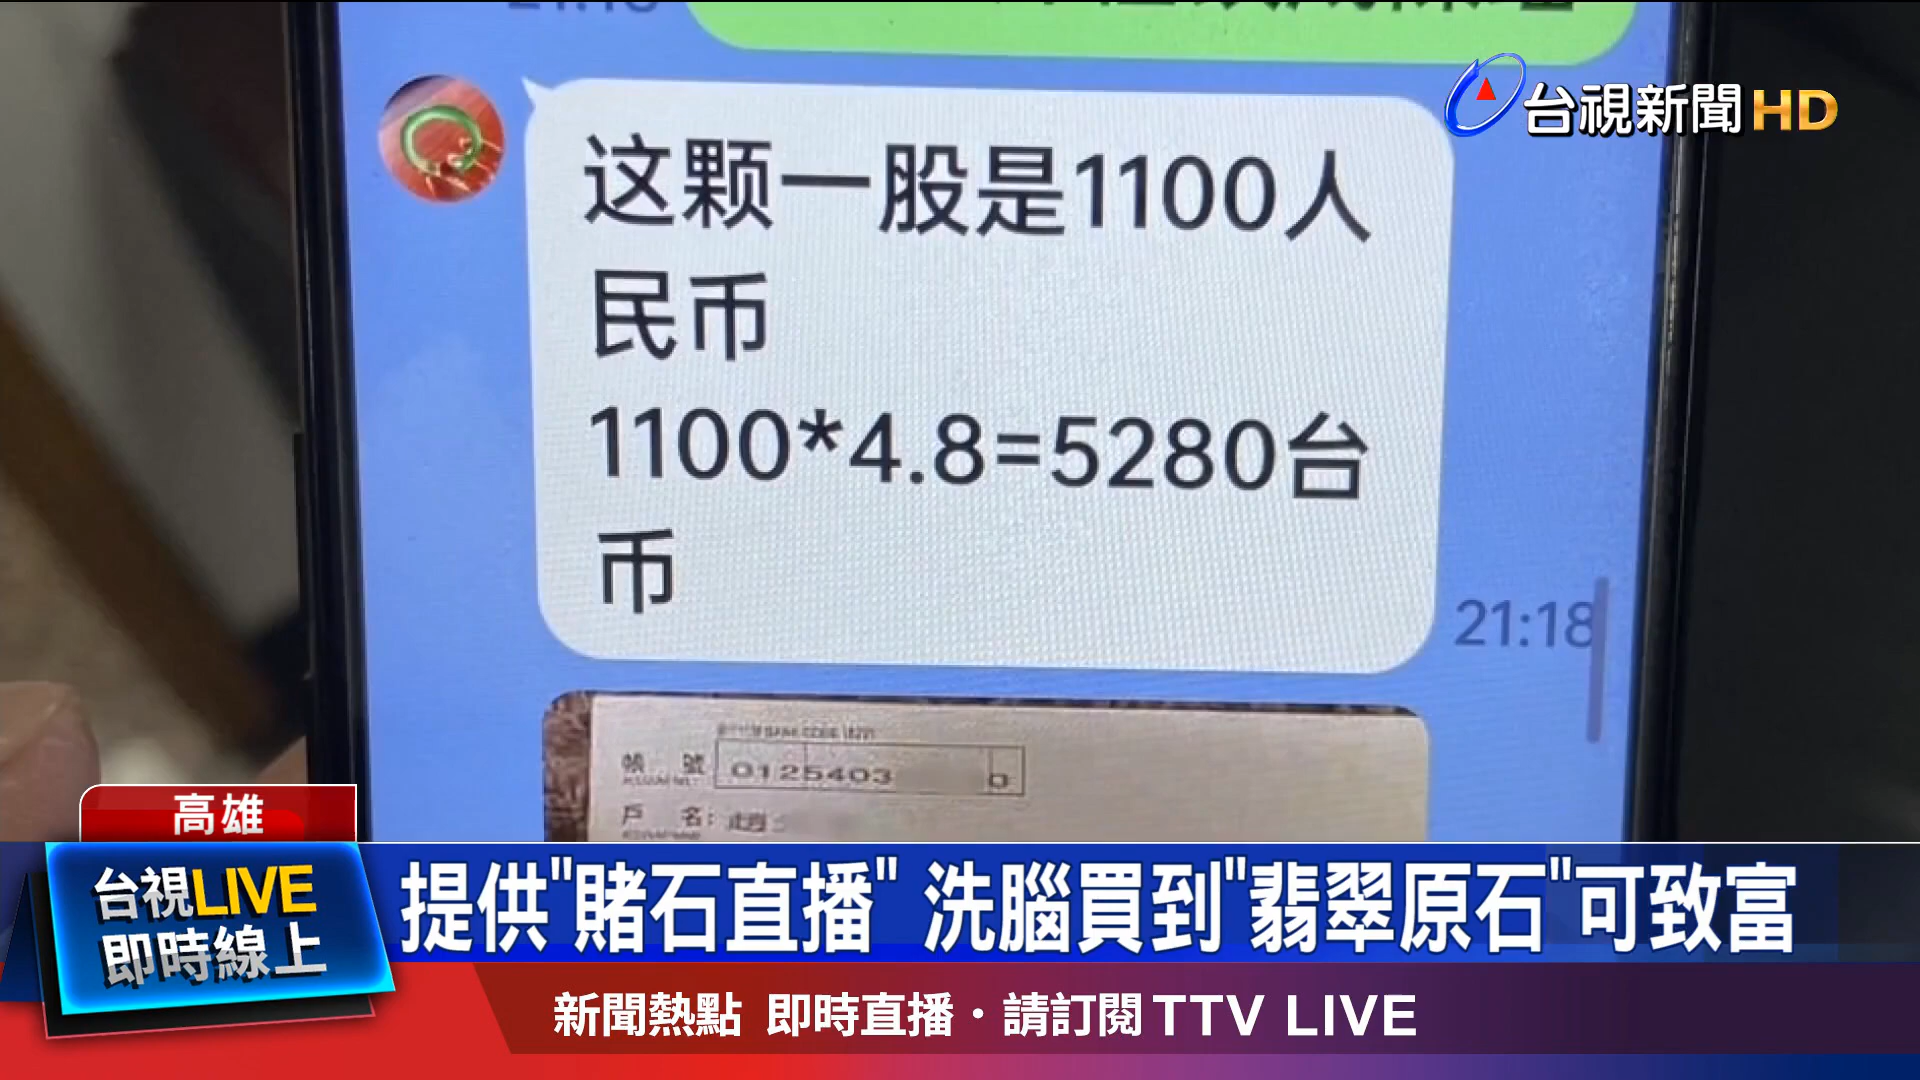 台視新聞HD
这颗一股是1100人
民币
1100*4.8=5280台
币
21:18
帳 號 0125403 0
戶 名:
高雄
台視LIVE
即時線上
提供"賭石直播" 洗腦買到"翡翠原石"可致富
新聞熱點 即時直播·請訂閱TTV LIVE